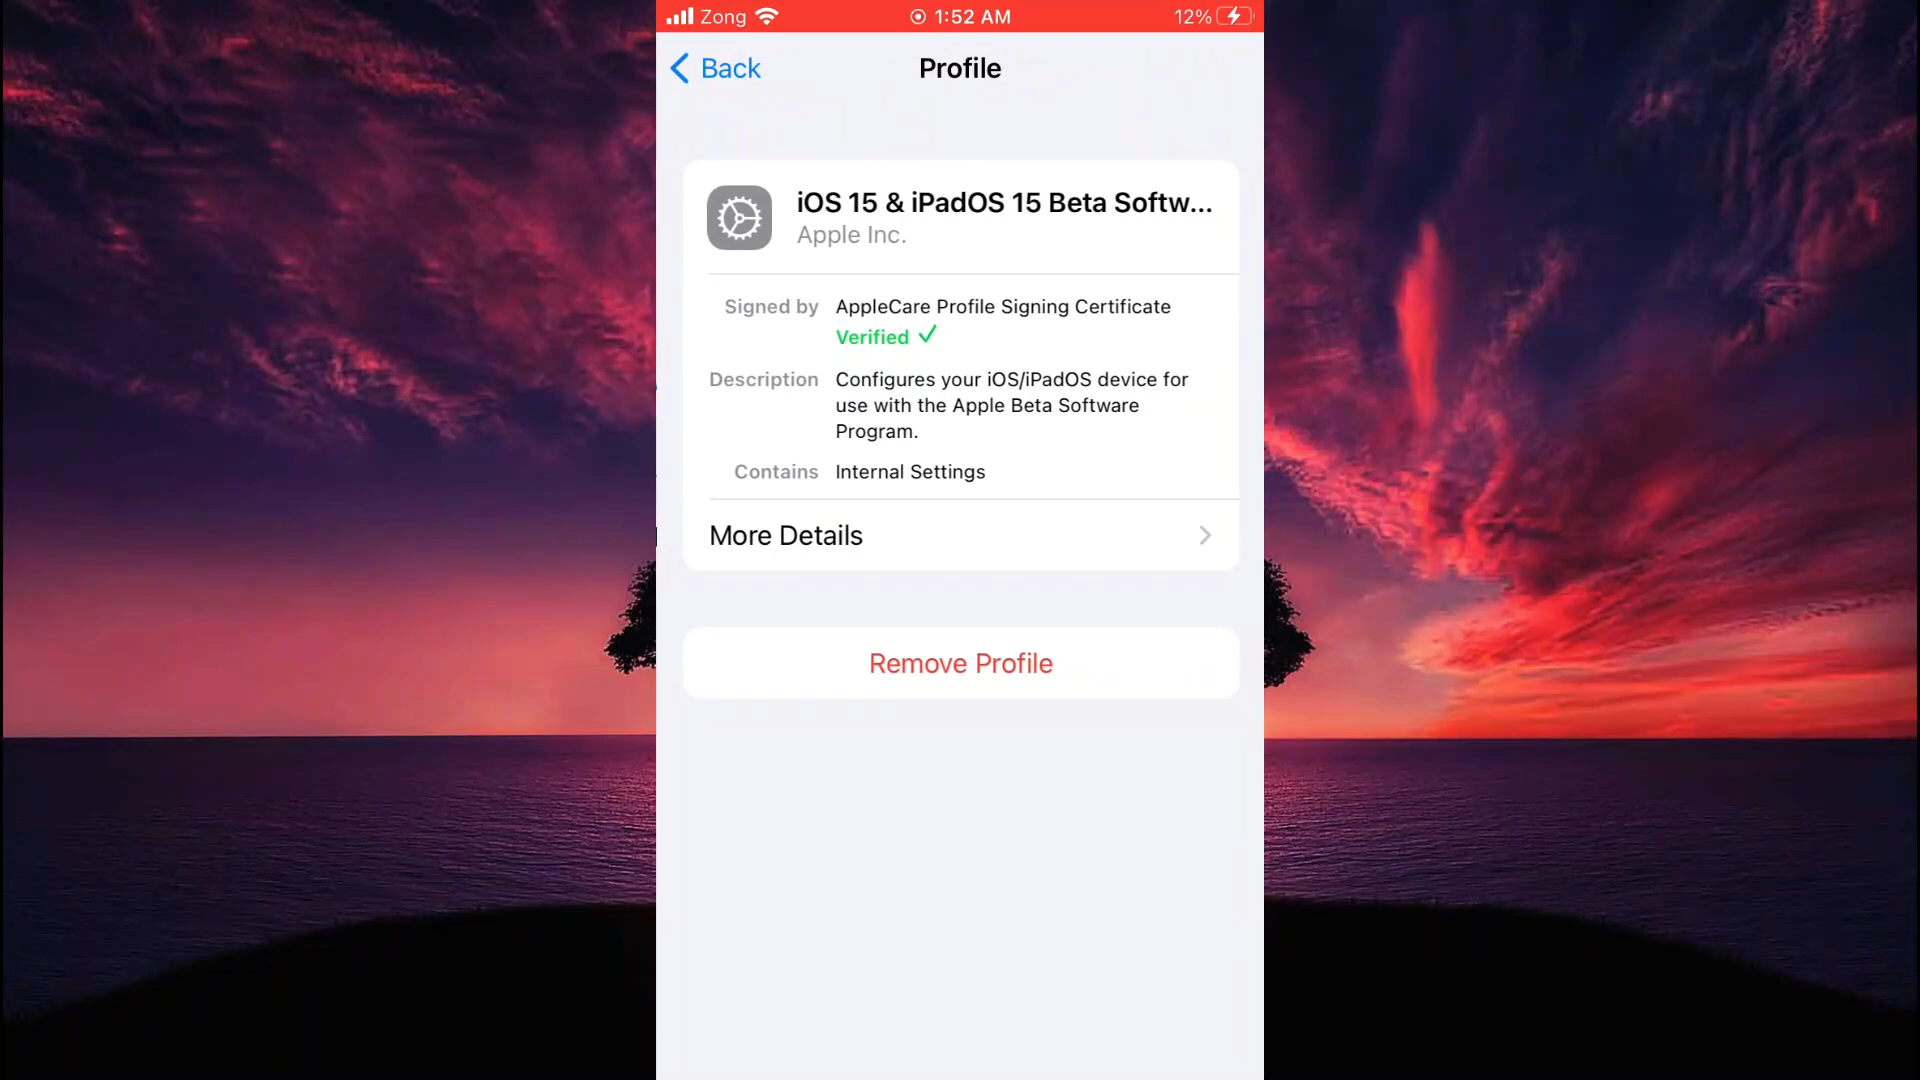 Zong 1:52 AM 12%
Back Profile
iOS 15 & iPadOS 15 Beta Softw...
Apple Inc.
Signed by AppleCare Profile Signing Certificate
Verified ✓
Description Configures your iOS/iPadOS device for
use with the Apple Beta Software
Program.
Contains Internal Settings
More Details
Remove Profile